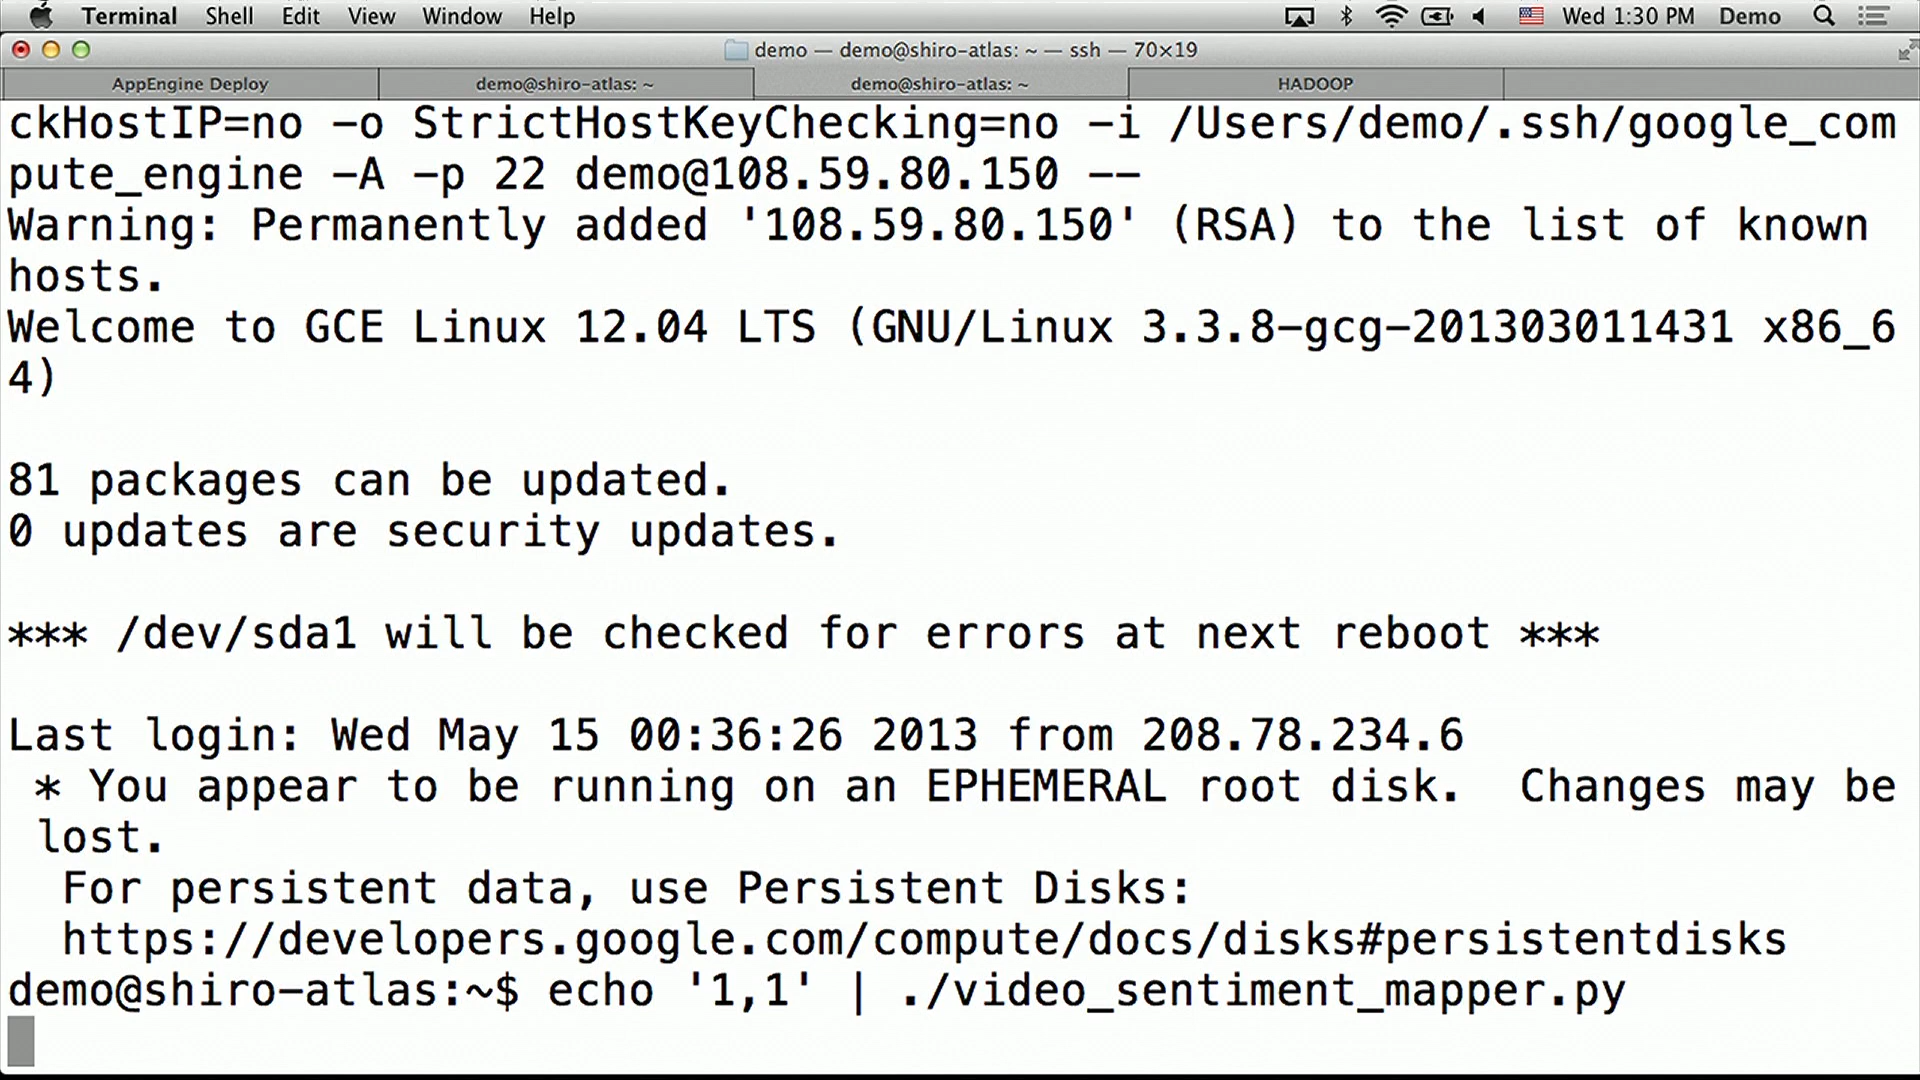 Terminal Shell Edit View Window Help Wed 1:30 PM Demo
demo — demo@shiro-atlas: ~ — ssh — 70×19
AppEngine Deploy demo@shiro-atlas: ~ demo@shiro-atlas: ~ HADOOP
ckHostIP=no -o StrictHostKeyChecking=no -i /Users/demo/.ssh/google_com
pute_engine -A -p 22 demo@108.59.80.150 --
Warning: Permanently added '108.59.80.150' (RSA) to the list of known
hosts.
Welcome to GCE Linux 12.04 LTS (GNU/Linux 3.3.8-gcg-201303011431 x86_6
4)
81 packages can be updated.
0 updates are security updates.
*** /dev/sda1 will be checked for errors at next reboot ***
Last login: Wed May 15 00:36:26 2013 from 208.78.234.6
* You appear to be running on an EPHEMERAL root disk.  Changes may be
lost.
For persistent data, use Persistent Disks:
https://developers.google.com/compute/docs/disks#persistentdisks
demo@shiro-atlas:~$ echo '1,1' | ./video_sentiment_mapper.py